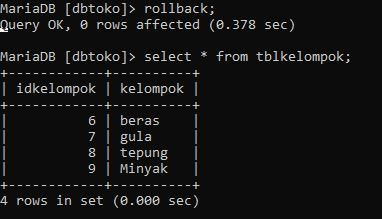 MariaDB [dbtoko]> rollback;
Query OK, 0 rows affected (0.378 sec)
MariaDB [dbtoko]> select * from tblkelompok;
+------------+----------+
| idkelompok | kelompok |
+------------+----------+
|          6 | beras    |
|          7 | gula     |
|          8 | tepung   |
|          9 | Minyak   |
+------------+----------+
4 rows in set (0.000 sec)